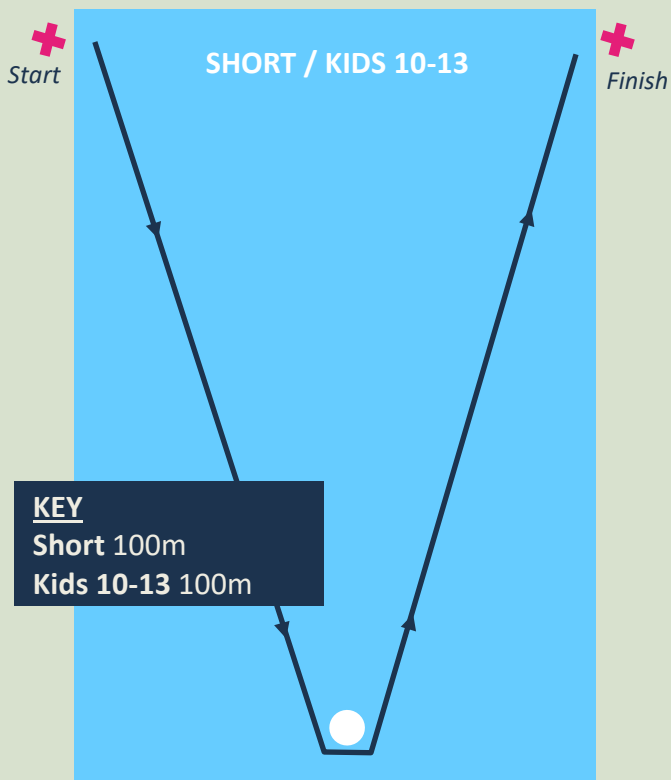 SHORT / KIDS 10-13
Start
Finish
KEY
Short 100m
Kids 10-13 100m